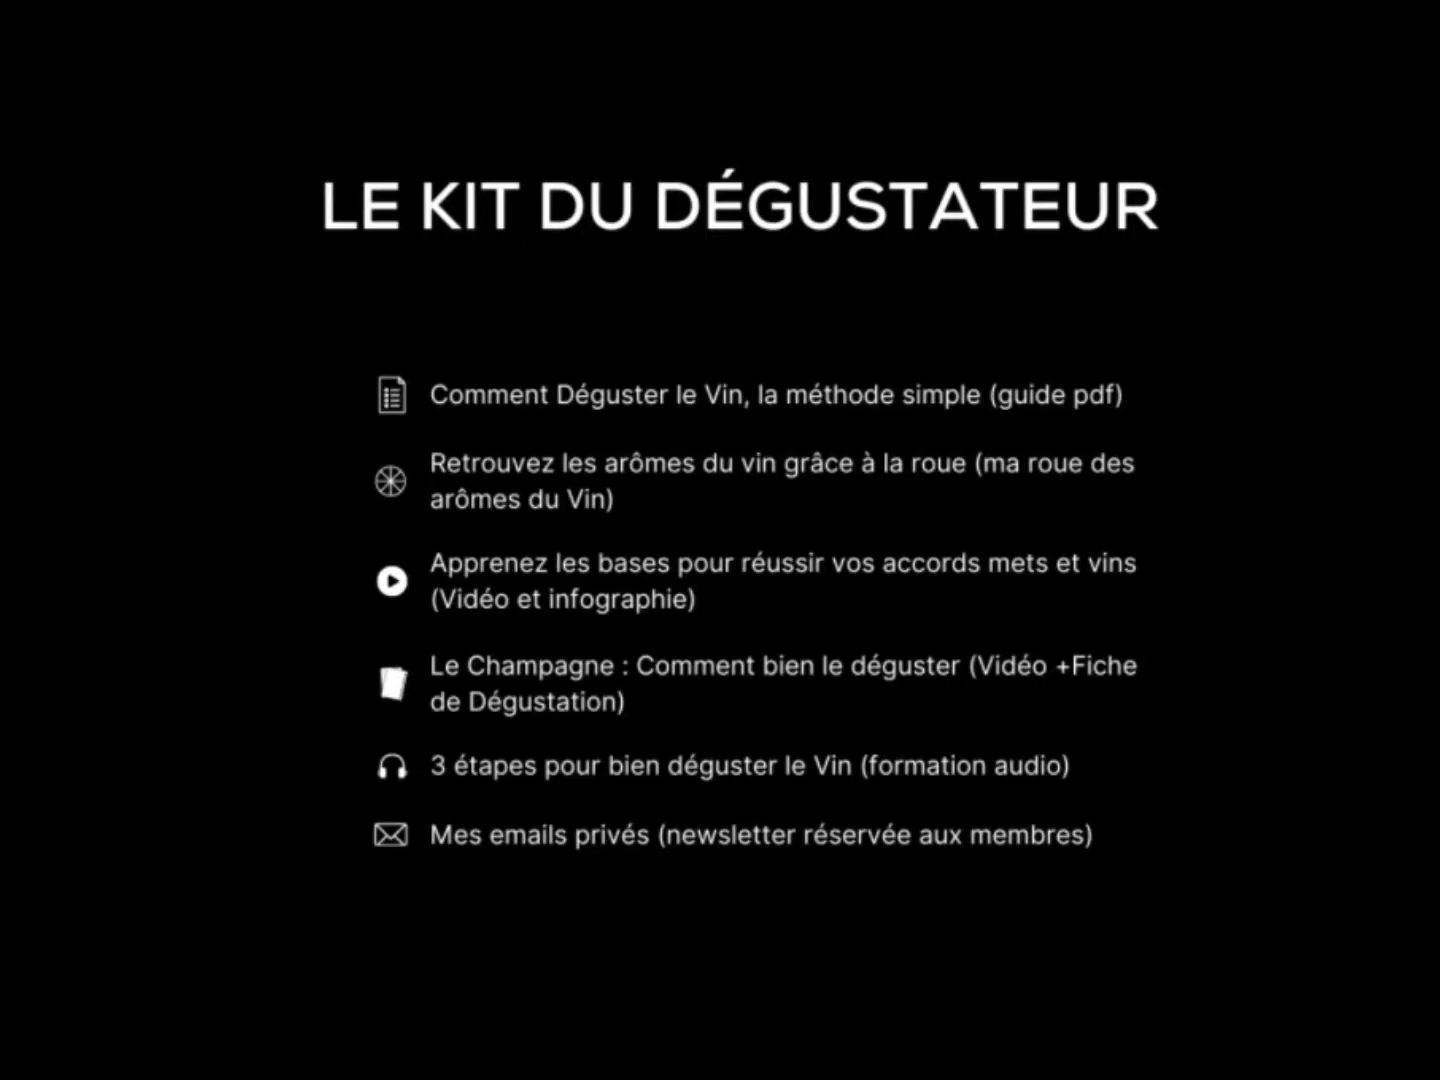 LE KIT DU DÉGUSTATEUR
Comment Déguster le Vin, la méthode simple (guide pdf)
Retrouvez les arômes du vin grâce à la roue (ma roue des
arômes du Vin)
Apprenez les bases pour réussir vos accords mets et vins
(Vidéo et infographie)
Le Champagne : Comment bien le déguster (Vidéo +Fiche
de Dégustation)
3 étapes pour bien déguster le Vin (formation audio)
Mes emails privés (newsletter réservée aux membres)